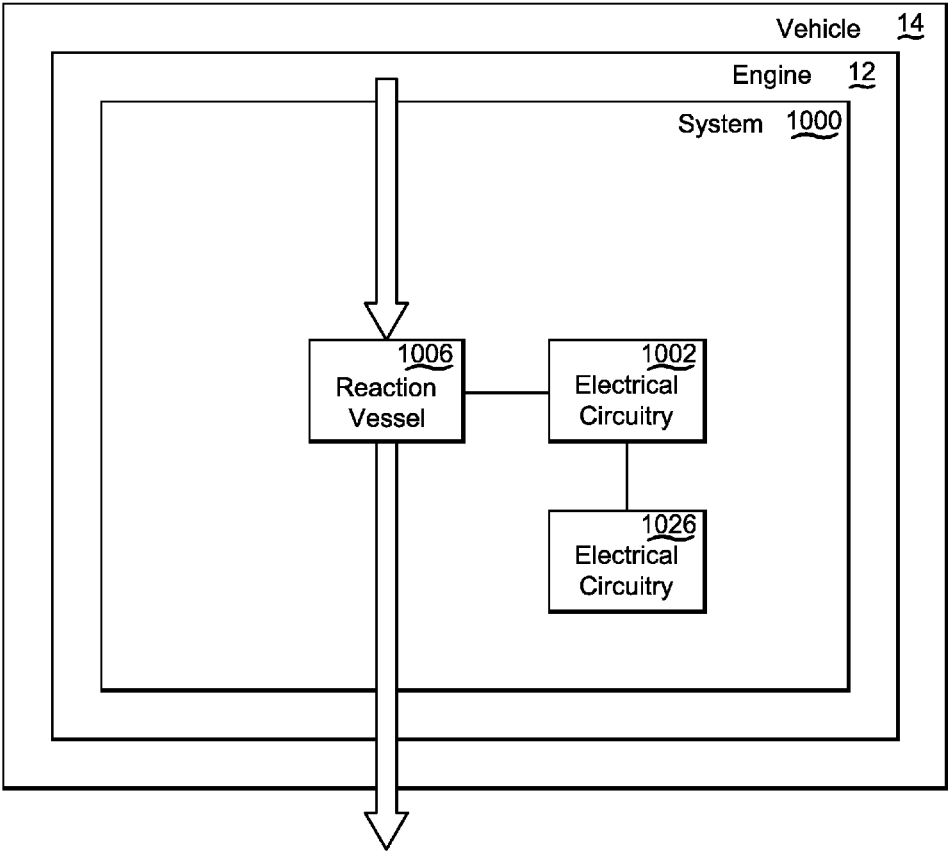 Vehicle 14
Engine 12
System 1000
1006
Reaction
Vessel
1002
Electrical
Circuitry
1026
Electrical
Circuitry